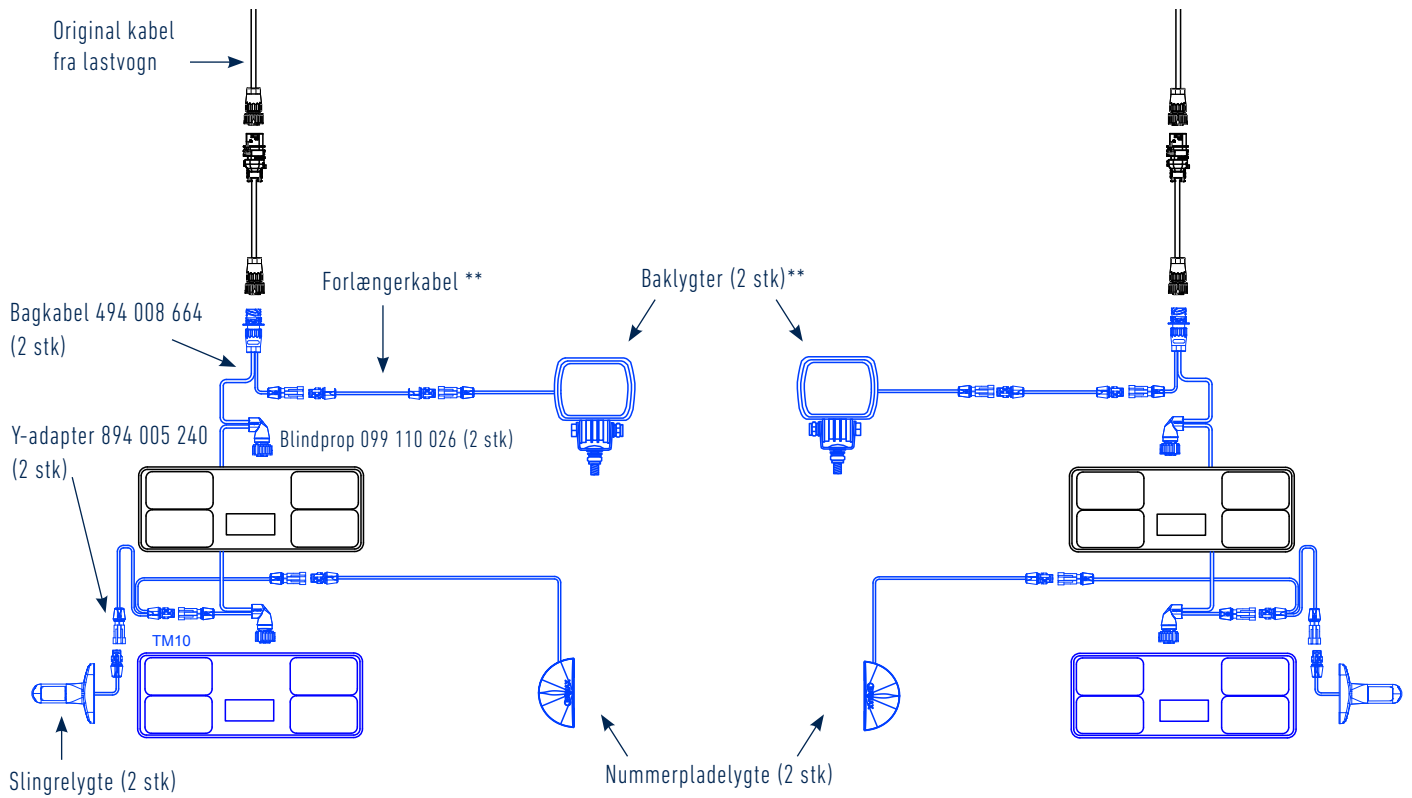 Original kabel
fra lastvogn
Forlængerkabel **
Baklygter (2 stk)**
Bagkabel 494 008 664
(2 stk)
Y-adapter 894 005 240
(2 stk)
Blindprop 099 110 026 (2 stk)
TM10
Slingrelygte (2 stk)
Nummerpladelygte (2 stk)